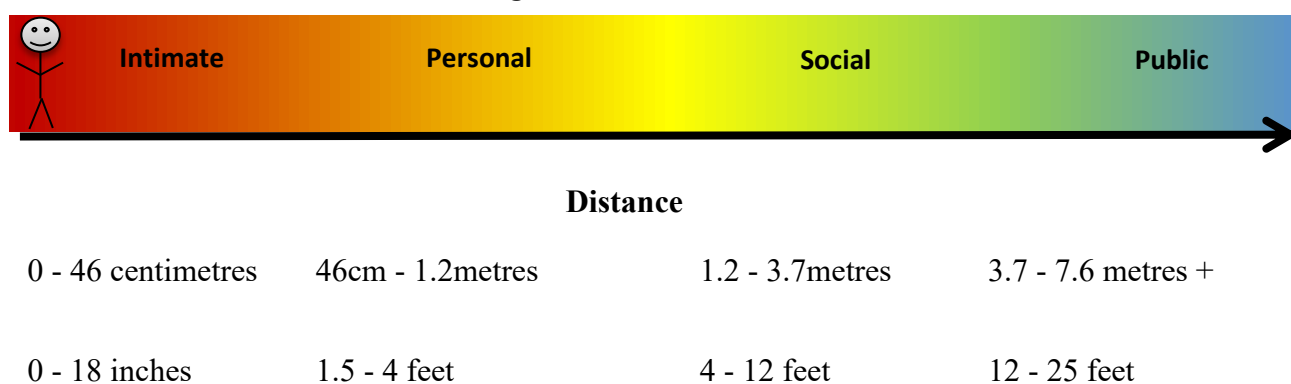 Intimate Personal Social Public
Distance
0 - 46 centimetres 46cm - 1.2metres 1.2 - 3.7metres 3.7 - 7.6 metres +
0 - 18 inches 1.5 - 4 feet 4 - 12 feet 12 - 25 feet